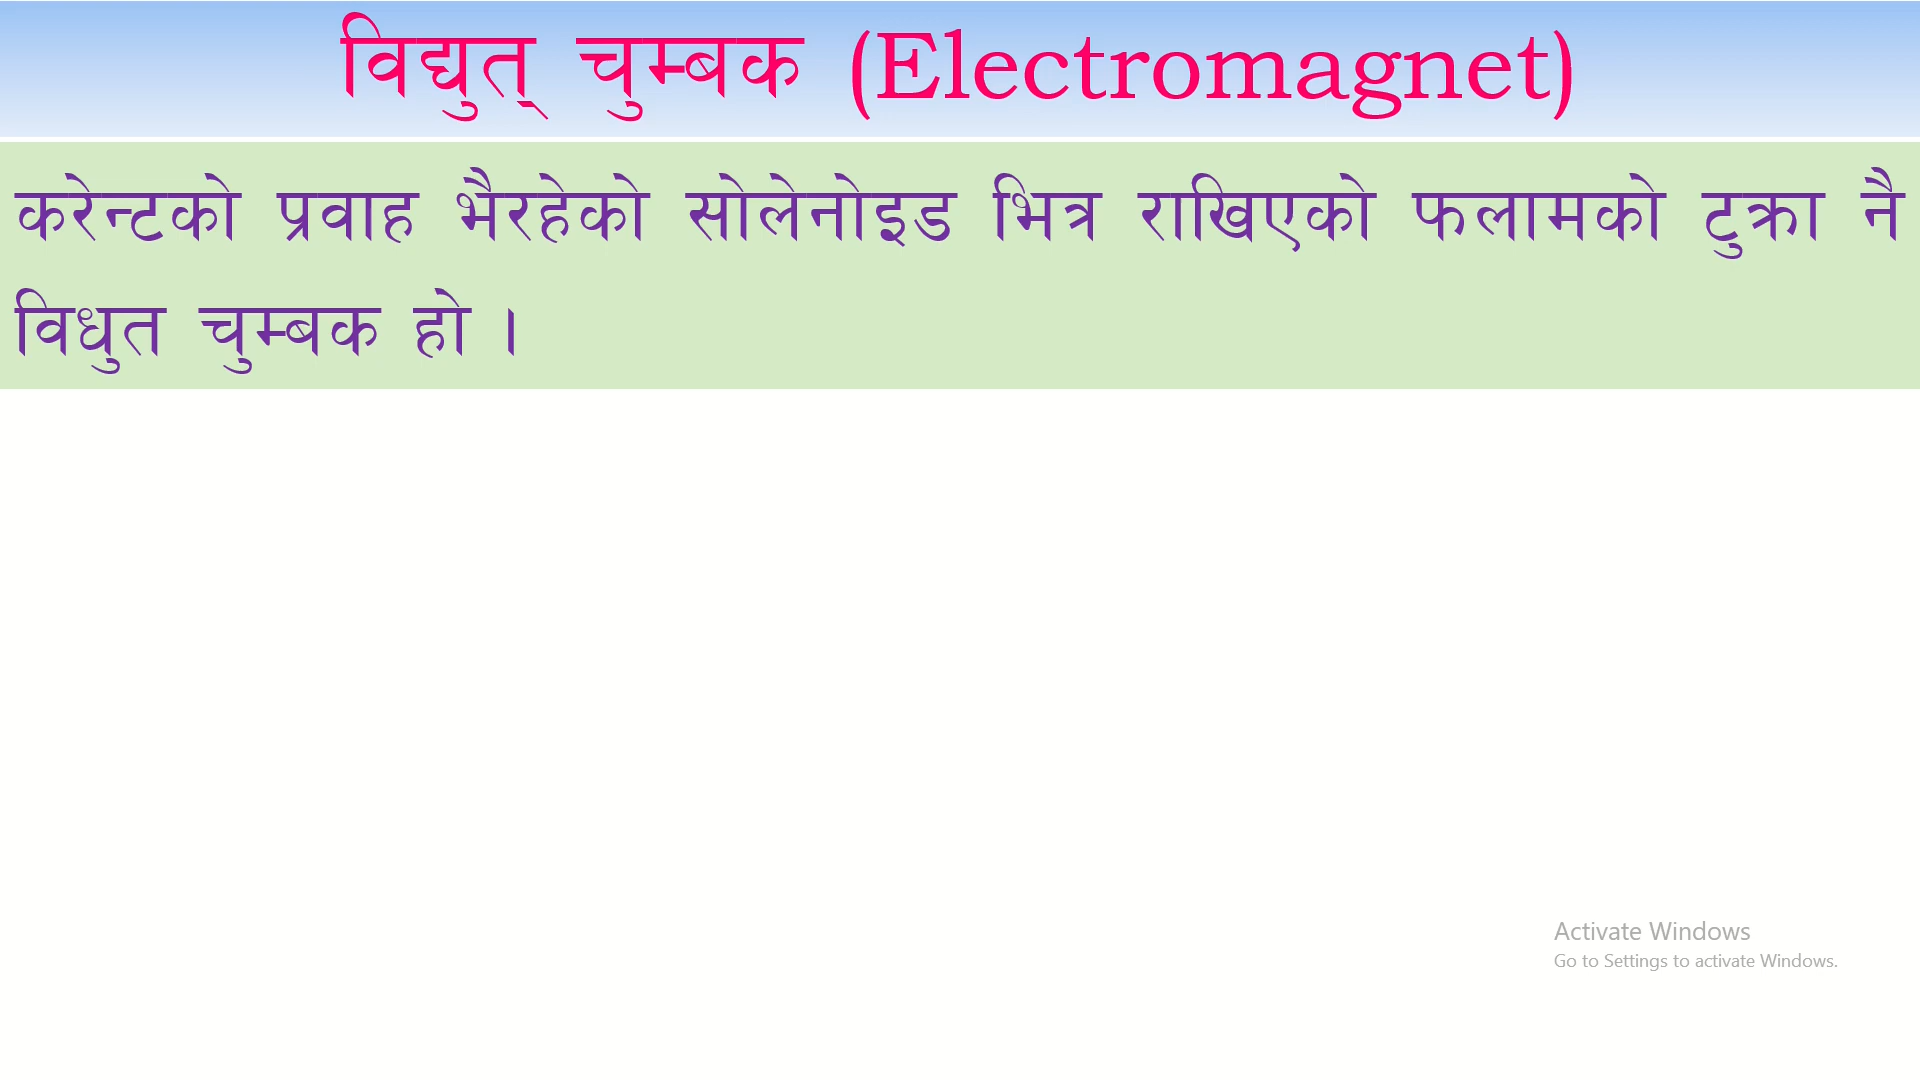 विद्युत् चुम्बक (Electromagnet)
करेन्टको प्रवाह भैरहेको सोलेनोइड भित्र राखिएको फलामको टुक्रा नै
विधुत चुम्बक हो ।
Activate Windows
Go to Settings to activate Windows.